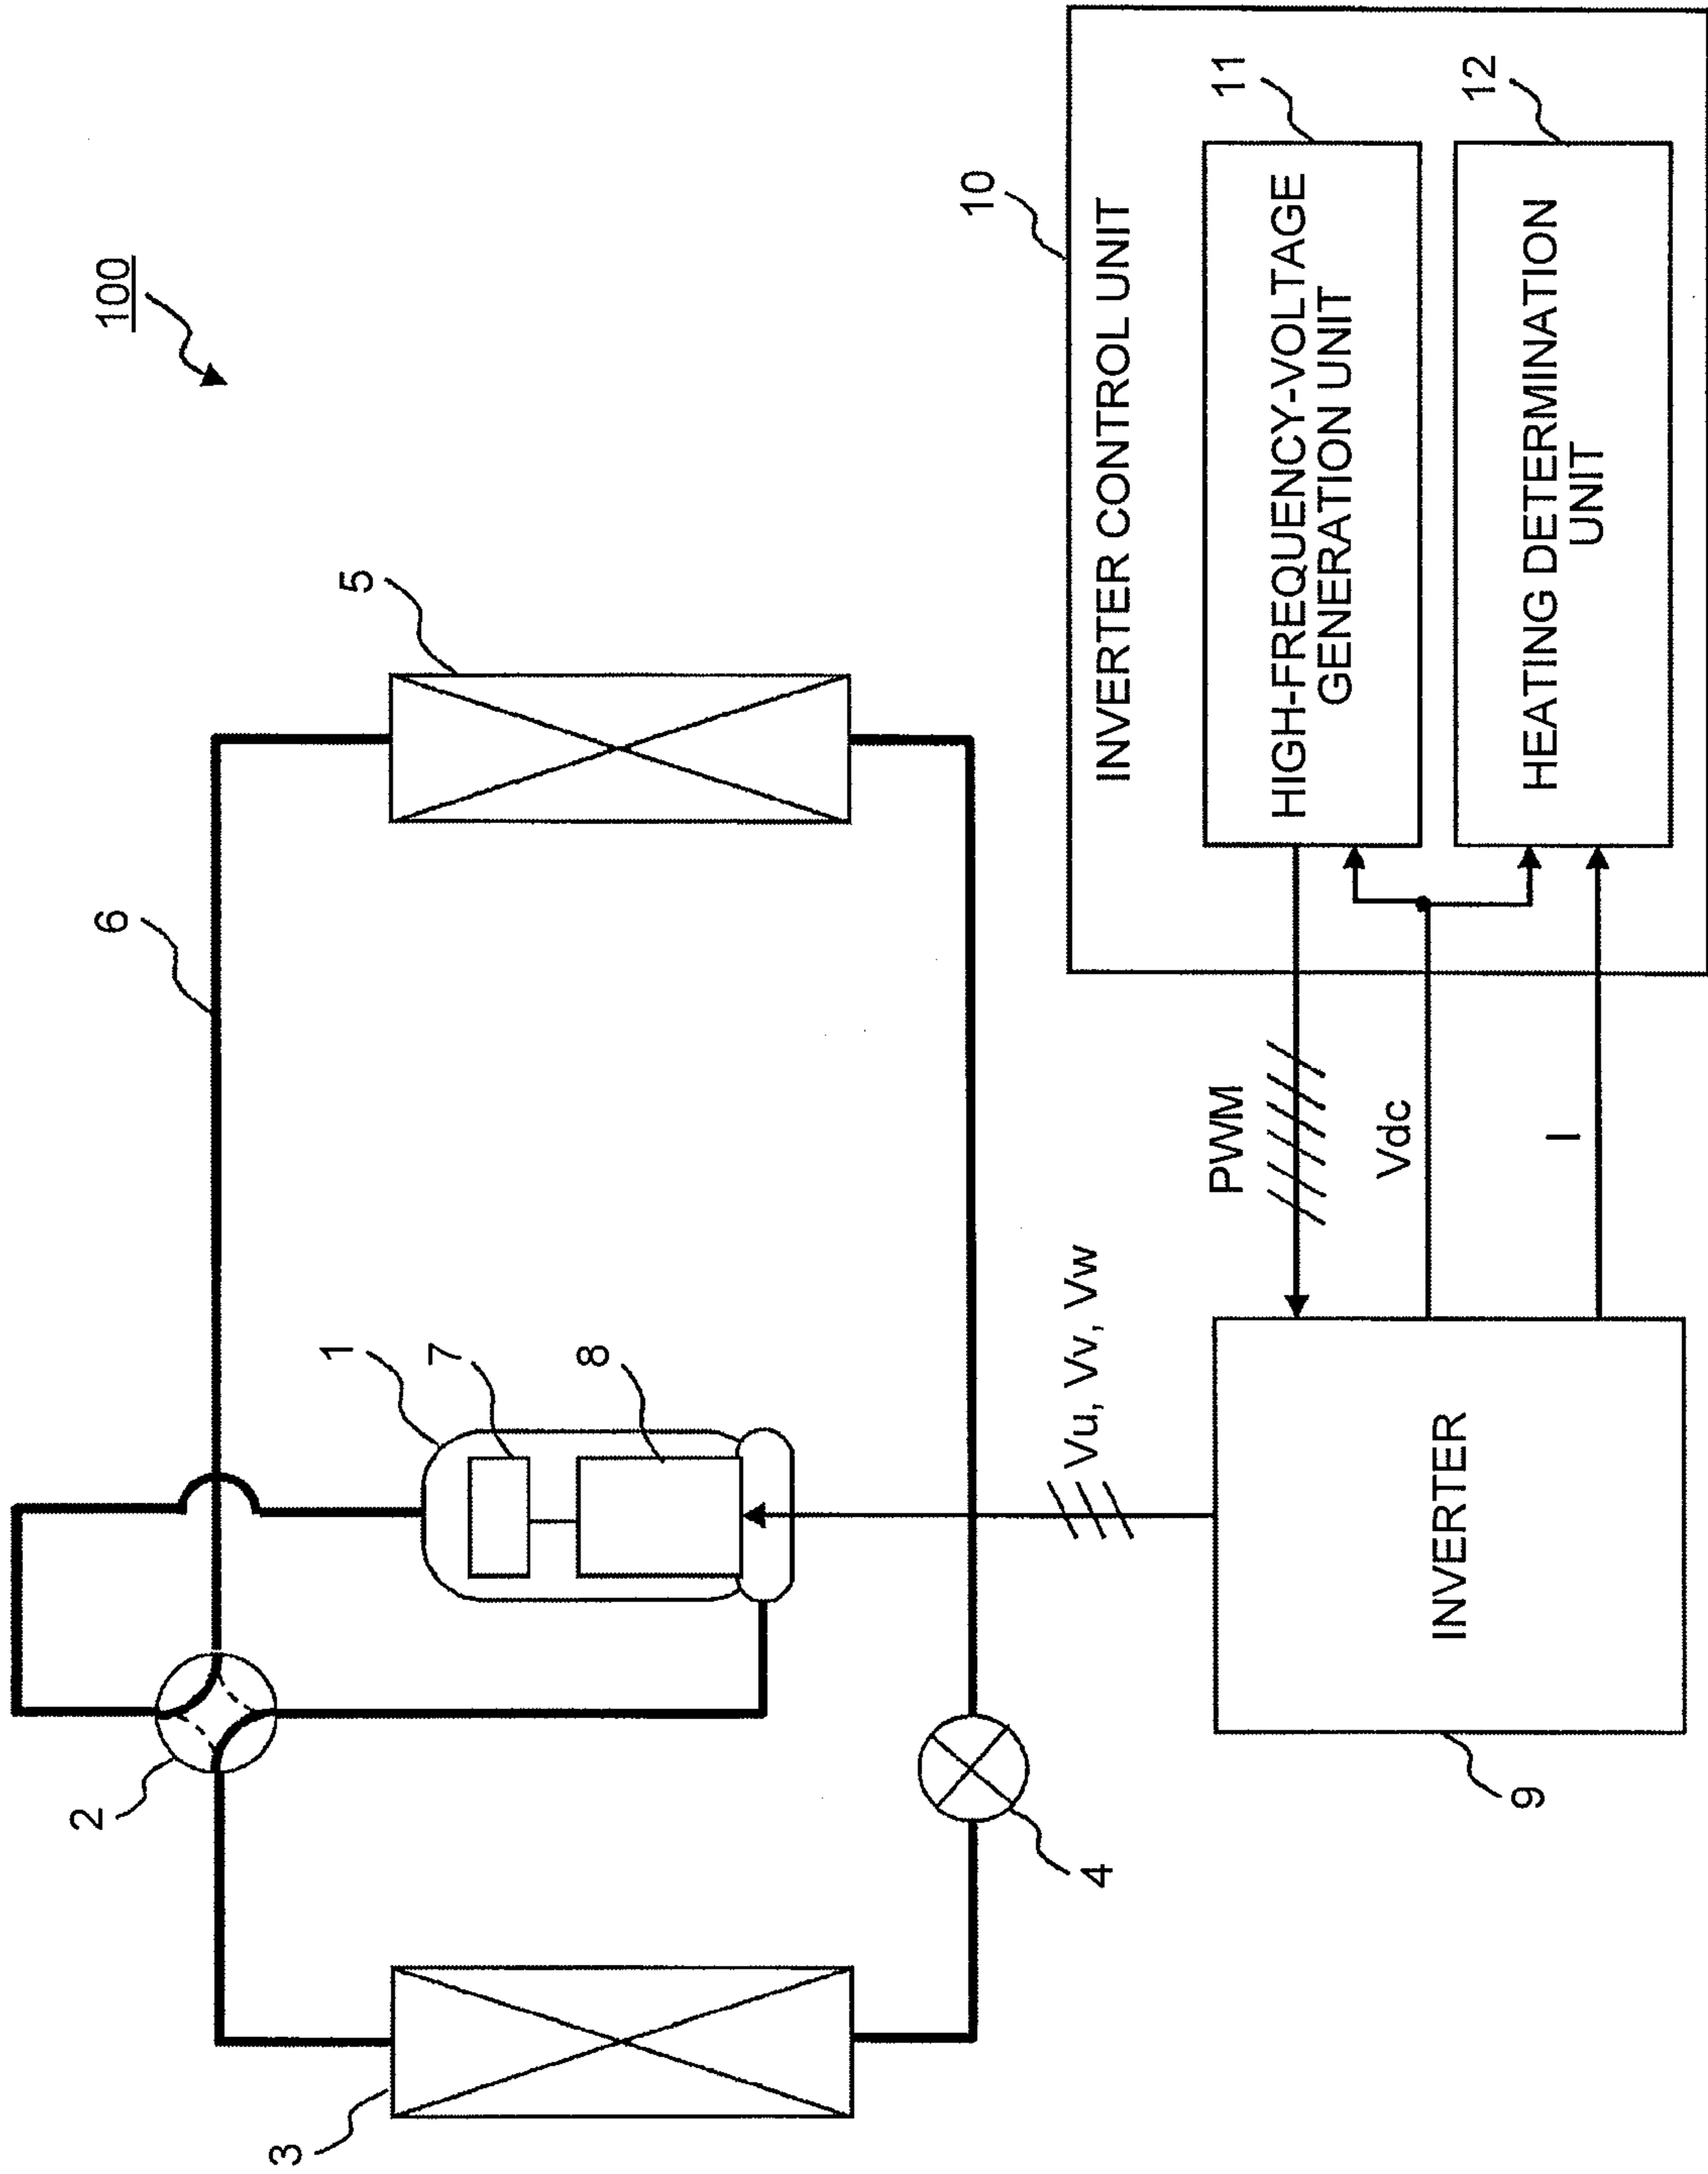 100
6
5
2
1
7
8
3
4
Vu, Vv, Vw
10
INVERTER CONTROL UNIT
PWM
11
HIGH-FREQUENCY-VOLTAGE
GENERATION UNIT
Vdc
INVERTER
9
I
12
HEATING DETERMINATION
UNIT